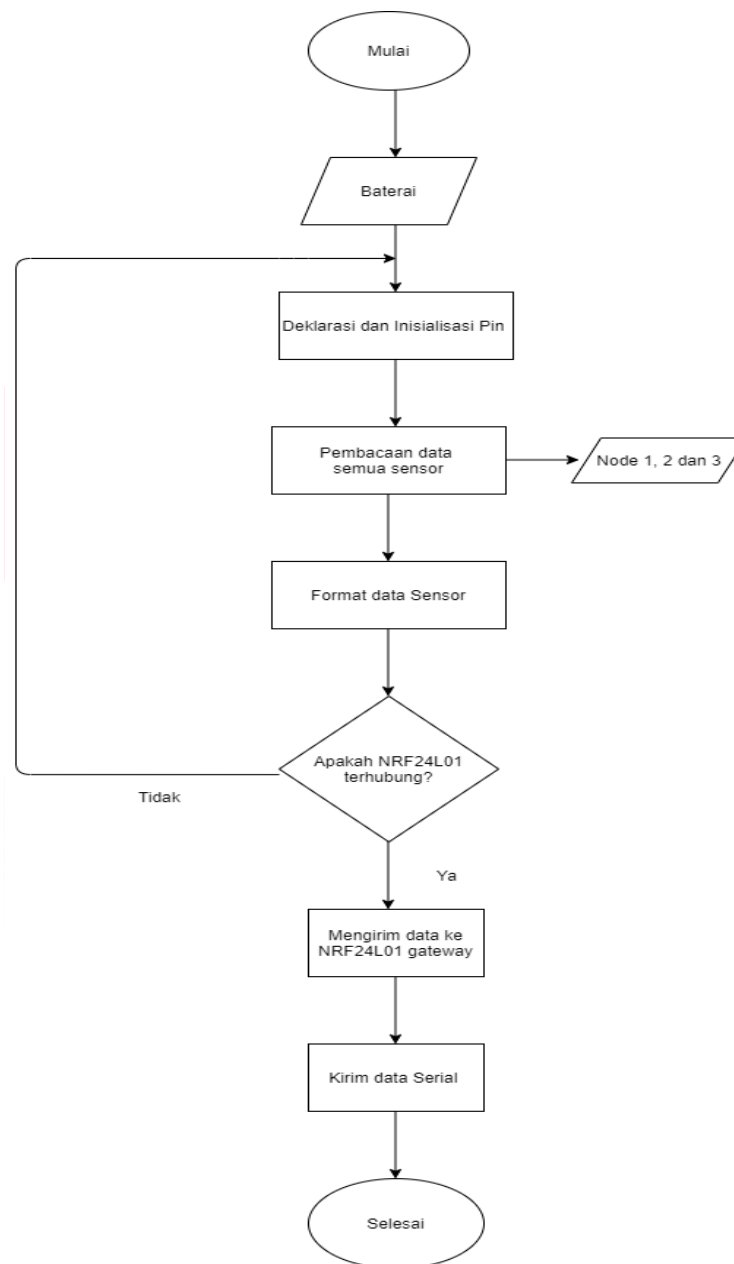 Mulai
Baterai
Deklarasi dan Inisialisasi Pin
Pembacaan data
semua sensor
Node 1, 2 dan 3
Format data Sensor
Apakah NRF24L01
terhubung?
Tidak
Ya
Mengirim data ke
NRF24L01 gateway
Kirim data Serial
Selesai